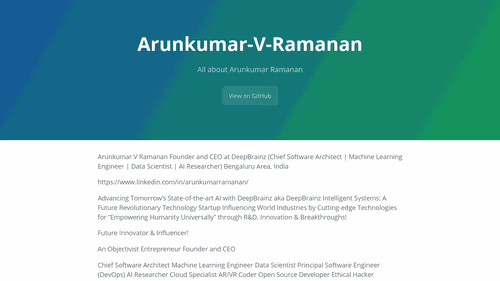 Arunkumar-V-Ramanan
All about Arunkumar Ramanan
View on GitHub
Arunkumar V Ramanan Founder and CEO at DeepBrainz (Chief Software Architect | Machine Learning
Engineer | Data Scientist | AI Researcher) Bengaluru Area, India
https://www.linkedin.com/in/arunkumarramanan/
Advancing Tomorrow's State-of-the-art AI with DeepBrainz aka DeepBrainz Intelligent Systems; A
Future Revolutionary Technology Startup Influencing World Industries by Cutting-edge Technologies
for "Empowering Humanity Universally" through R&D, Innovation & Breakthroughs!
Future Innovator & Influencer!
An Objectivist Entrepreneur Founder and CEO
Chief Software Architect Machine Learning Engineer Data Scientist Principal Software Engineer
(DevOps) AI Researcher Cloud Specialist AR/VR Coder Open Source Developer Ethical Hacker